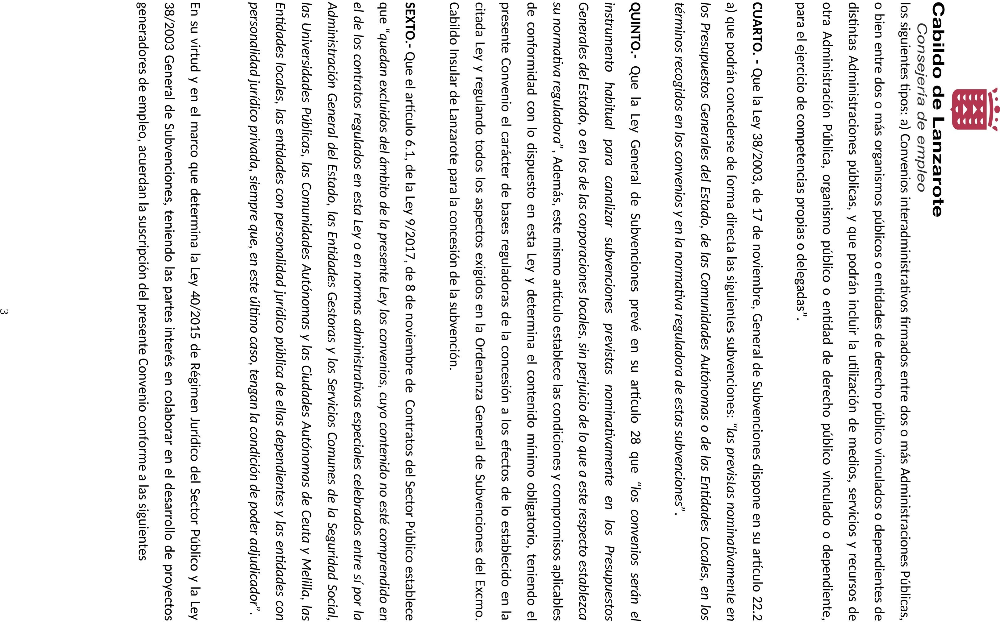 Cabildo de Lanzarote
Consejería de empleo
los siguientes tipos: a) Convenios interadministrativos firmados entre dos o más Administraciones Públicas,
o bien entre dos o más organismos públicos o entidades de derecho público vinculados o dependientes de
distintas Administraciones públicas, y que podrán incluir la utilización de medios, servicios y recursos de
otra Administración Pública, organismo público o entidad de derecho público vinculado o dependiente,
para el ejercicio de competencias propias o delegadas”.
CUARTO. - Que la Ley 38/2003, de 17 de noviembre, General de Subvenciones dispone en su artículo 22.2
a) que podrán concederse de forma directa las siguientes subvenciones: “las previstas nominativamente en
los Presupuestos Generales del Estado, de las Comunidades Autónomas o de las Entidades Locales, en los
términos recogidos en los convenios y en la normativa reguladora de estas subvenciones”.
QUINTO.- Que la Ley General de Subvenciones prevé en su artículo 28 que “los convenios serán el
instrumento habitual para canalizar subvenciones previstas nominativamente en los Presupuestos
Generales del Estado, o en los de las corporaciones locales, sin perjuicio de lo que a este respecto establezca
su normativa reguladora”, Además, este mismo artículo establece las condiciones y compromisos aplicables
de conformidad con lo dispuesto en esta Ley y determina el contenido mínimo obligatorio, teniendo el
presente Convenio el carácter de bases reguladoras de la concesión a los efectos de lo establecido en la
citada Ley y regulando todos los aspectos exigidos en la Ordenanza General de Subvenciones del Excmo.
Cabildo Insular de Lanzarote para la concesión de la subvención.
SEXTO.- Que el artículo 6.1, de la Ley 9/2017, de 8 de noviembre de Contratos del Sector Público establece
que “quedan excluidos del ámbito de la presente Ley los convenios, cuyo contenido no esté comprendido en
el de los contratos regulados en esta Ley o en normas administrativas especiales celebrados entre sí por la
Administración General del Estado, las Entidades Gestoras y los Servicios Comunes de la Seguridad Social,
las Universidades Públicas, las Comunidades Autónomas y las Ciudades Autónomas de Ceuta y Melilla, las
Entidades locales, las entidades con personalidad jurídico pública de ellas dependientes y las entidades con
personalidad jurídico privada, siempre que, en este último caso, tengan la condición de poder adjudicador”.
En su virtud y en el marco que determina la Ley 40/2015 de Régimen Jurídico del Sector Público y la Ley
38/2003 General de Subvenciones, teniendo las partes interés en colaborar en el desarrollo de proyectos
generadores de empleo, acuerdan la suscripción del presente Convenio conforme a las siguientes
3